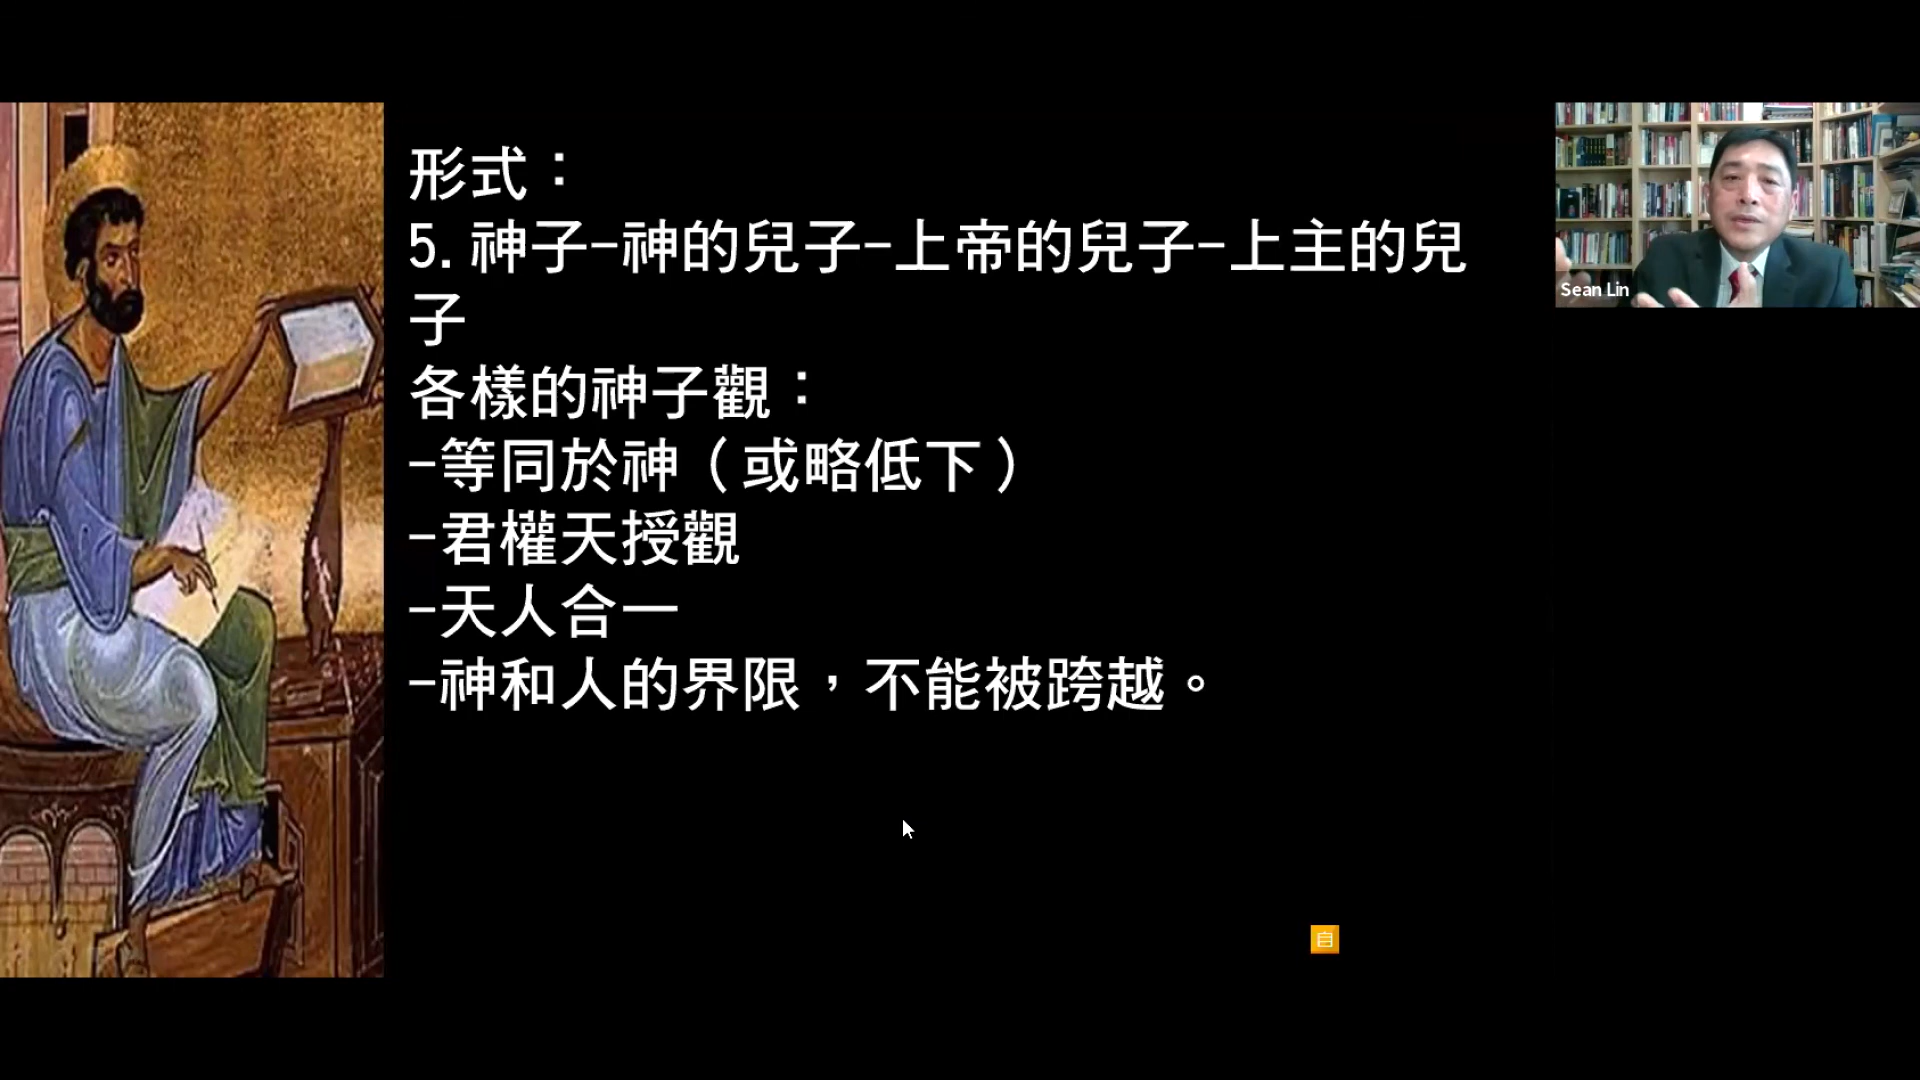 形式：
5. 神子-神的兒子-上帝的兒子-上主的兒
子
各樣的神子觀：
-等同於神（或略低下）
-君權天授觀
-天人合一
-神和人的界限，不能被跨越。
Sean Lin
自